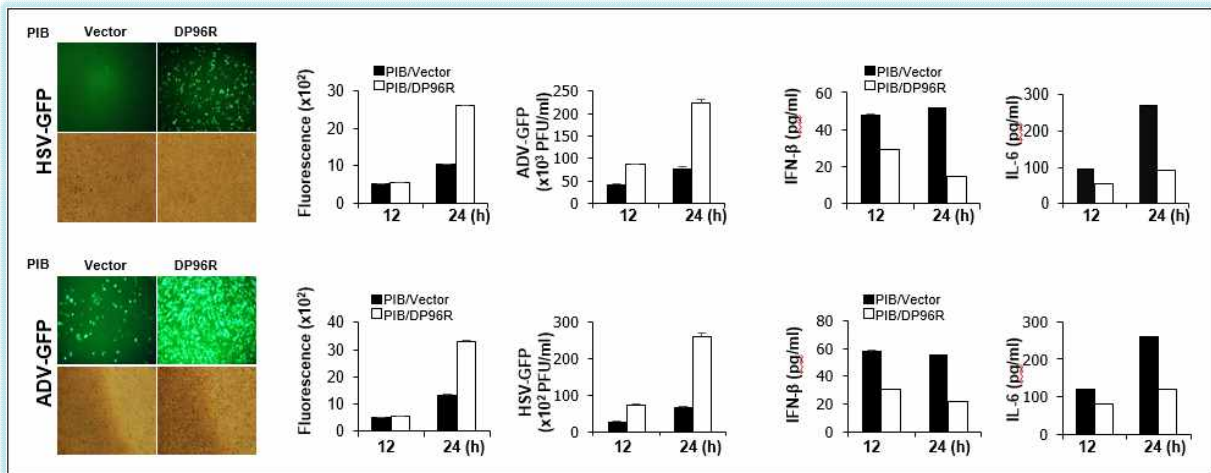 PIB Vector DP96R
HSV-GFP
Fluorescence (x10²)
30
20
10
0
12 24 (h)
PIB/Vector
PIB/DP96R
ADV-GFP
(x10³ PFU/ml)
250
200
150
100
50
0
12 24 (h)
IFN-β (pg/ml)
60
40
20
0
12 24 (h)
PIB/Vector
PIB/DP96R
IL-6 (pg/ml)
300
200
100
0
12 24 (h)
PIB Vector DP96R
ADV-GFP
Fluorescence (x10²)
40
30
20
10
0
12 24 (h)
PIB/Vector
PIB/DP96R
HSV-GFP
(x10² PFU/ml)
300
200
100
0
12 24 (h)
IFN-β (pg/ml)
80
60
40
20
0
12 24 (h)
PIB/Vector
PIB/DP96R
IL-6 (pg/ml)
300
200
100
0
12 24 (h)